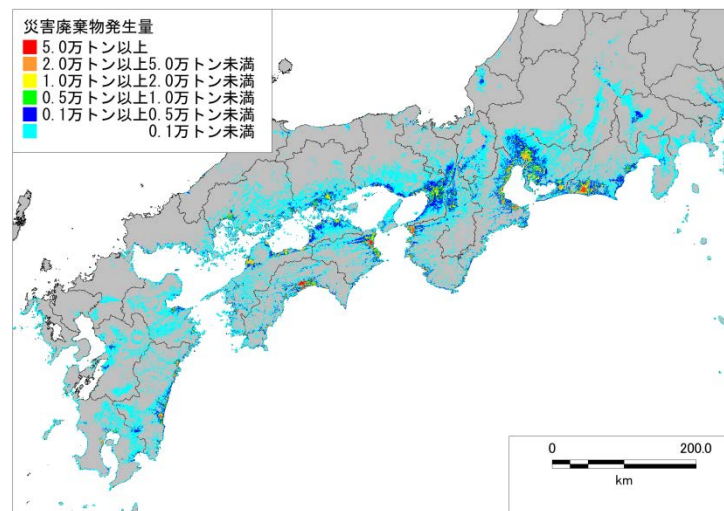 災害廃棄物発生量
5.0万トン以上
2.0万トン以上5.0万トン未満
1.0万トン以上2.0万トン未満
0.5万トン以上1.0万トン未満
0.1万トン以上0.5万トン未満
0.1万トン未満
0 200.0
km